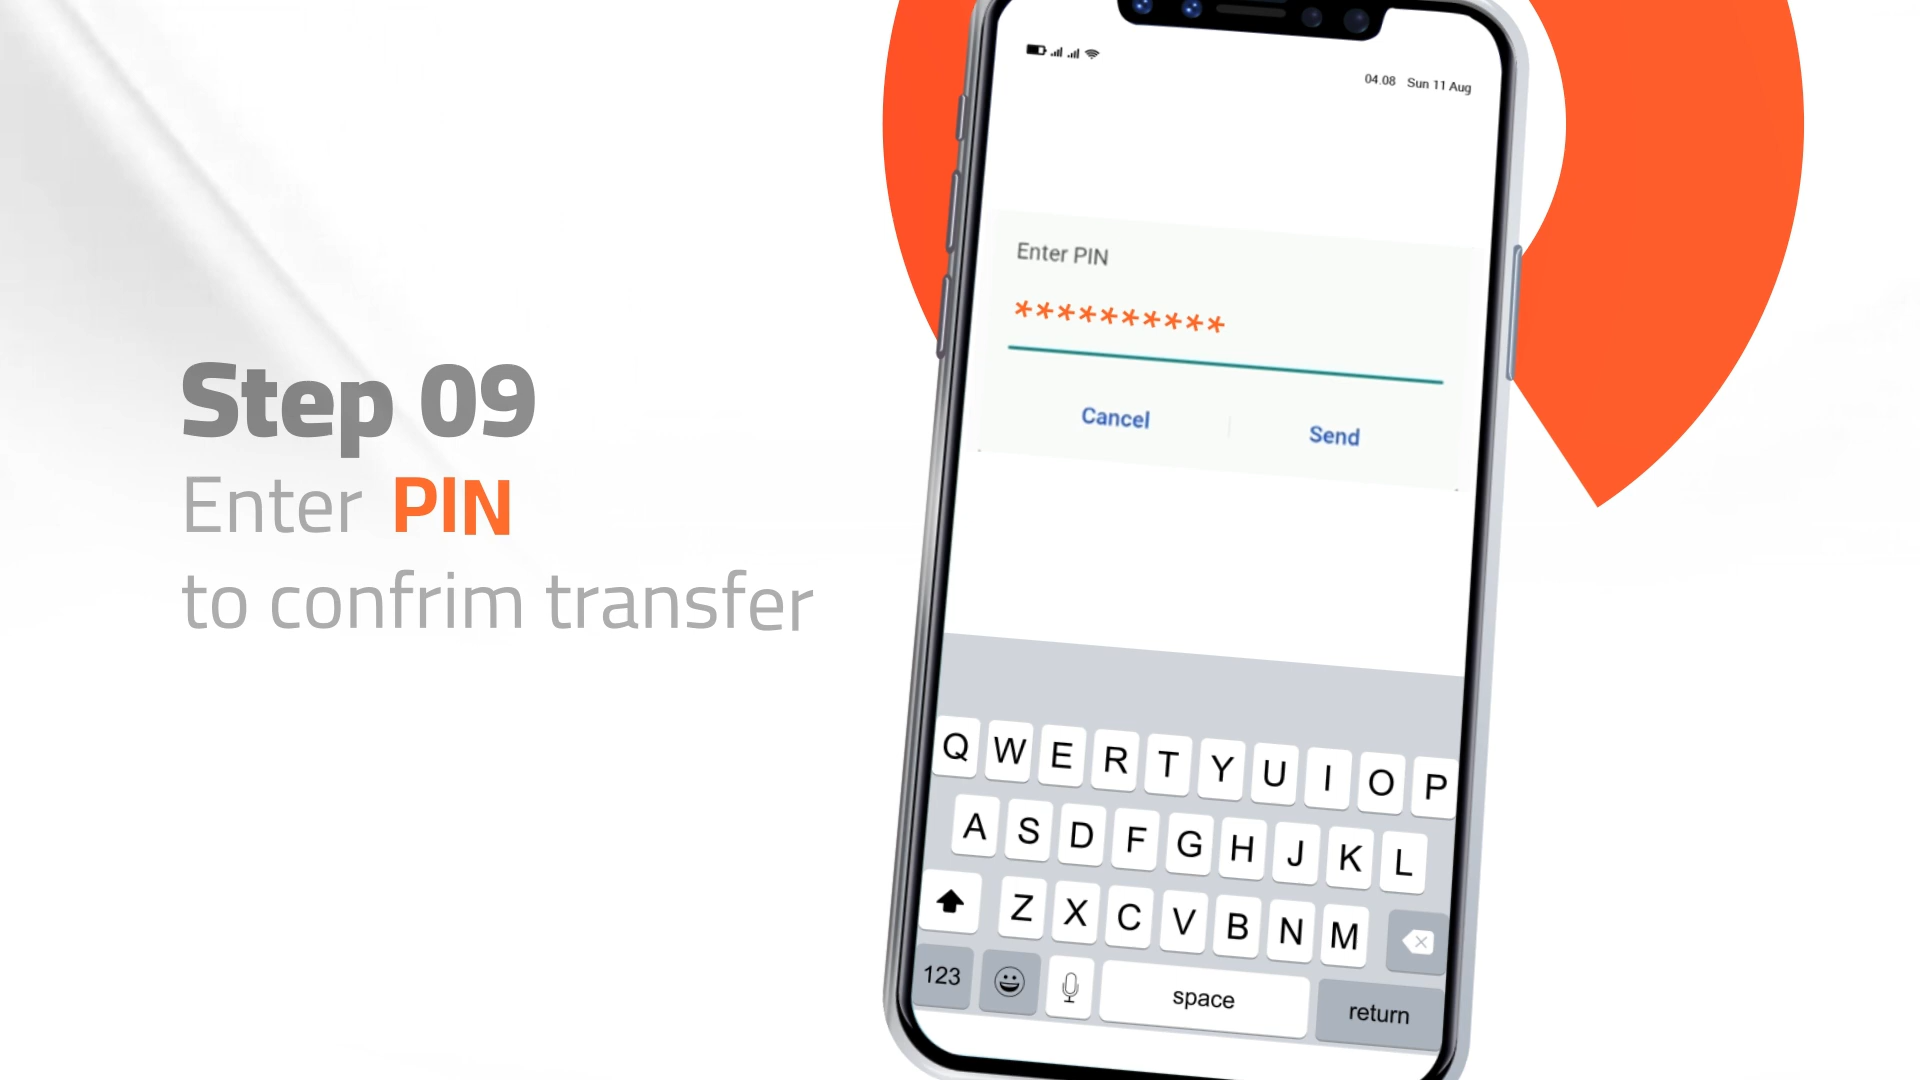 Step 09
Enter PIN
to confrim transfer
04.08 Sun 11 Aug
Enter PIN
**********
Cancel Send
Q W E R T Y U I O P
A S D F G H J K L
Z X C V B N M
123 space return